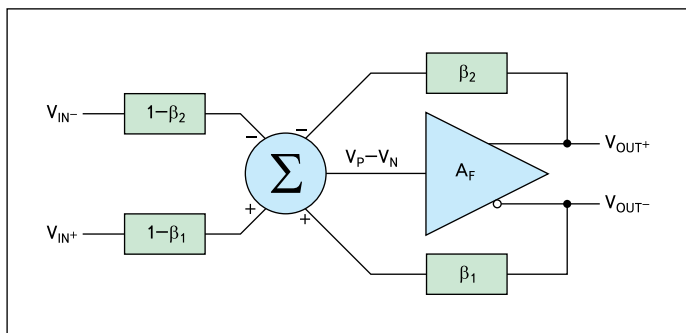 β₂
V_IN⁻ 1−β₂ − −
Σ V_P−V_N A_F V_OUT⁺
V_OUT⁻
V_IN⁺ 1−β₁ + +
β₁